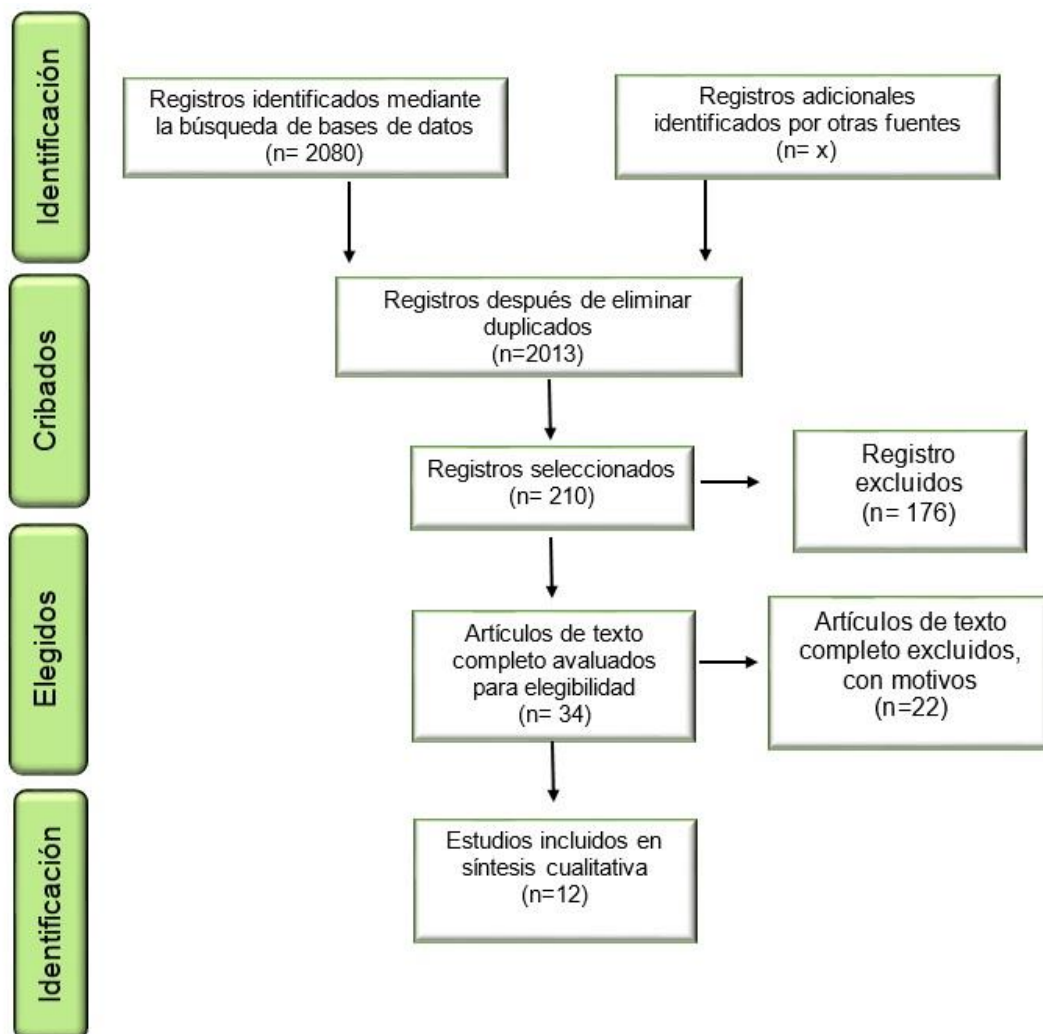 Identificación
Registros identificados mediante
la búsqueda de bases de datos
(n= 2080)
Registros adicionales
identificados por otras fuentes
(n= x)
Cribados
Registros después de eliminar
duplicados
(n=2013)
Registros seleccionados
(n= 210)
Registro
excluidos
(n= 176)
Elegidos
Artículos de texto
completo avaluados
para elegibilidad
(n= 34)
Artículos de texto
completo excluidos,
con motivos
(n=22)
Identificación
Estudios incluidos en
síntesis cualitativa
(n=12)